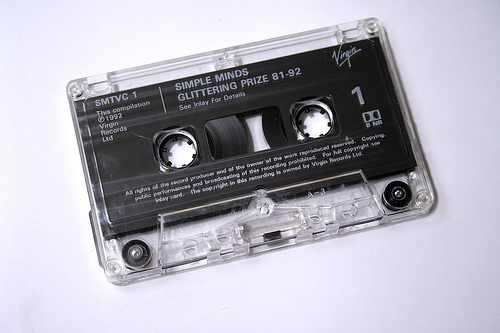 SMTVC 1
This compilation
℗1992
Virgin
Records
Ltd
SIMPLE MINDS
GLITTERING PRIZE 81-92
See Inlay For Details
Virgin
1
B NR
All rights of the record producer and of the owner of the work reproduced reserved. Copying,
public performances and broadcasting of this recording prohibited. For full copyright see
inlay card. The copyright in this recording is owned by Virgin Records Ltd.
A-3